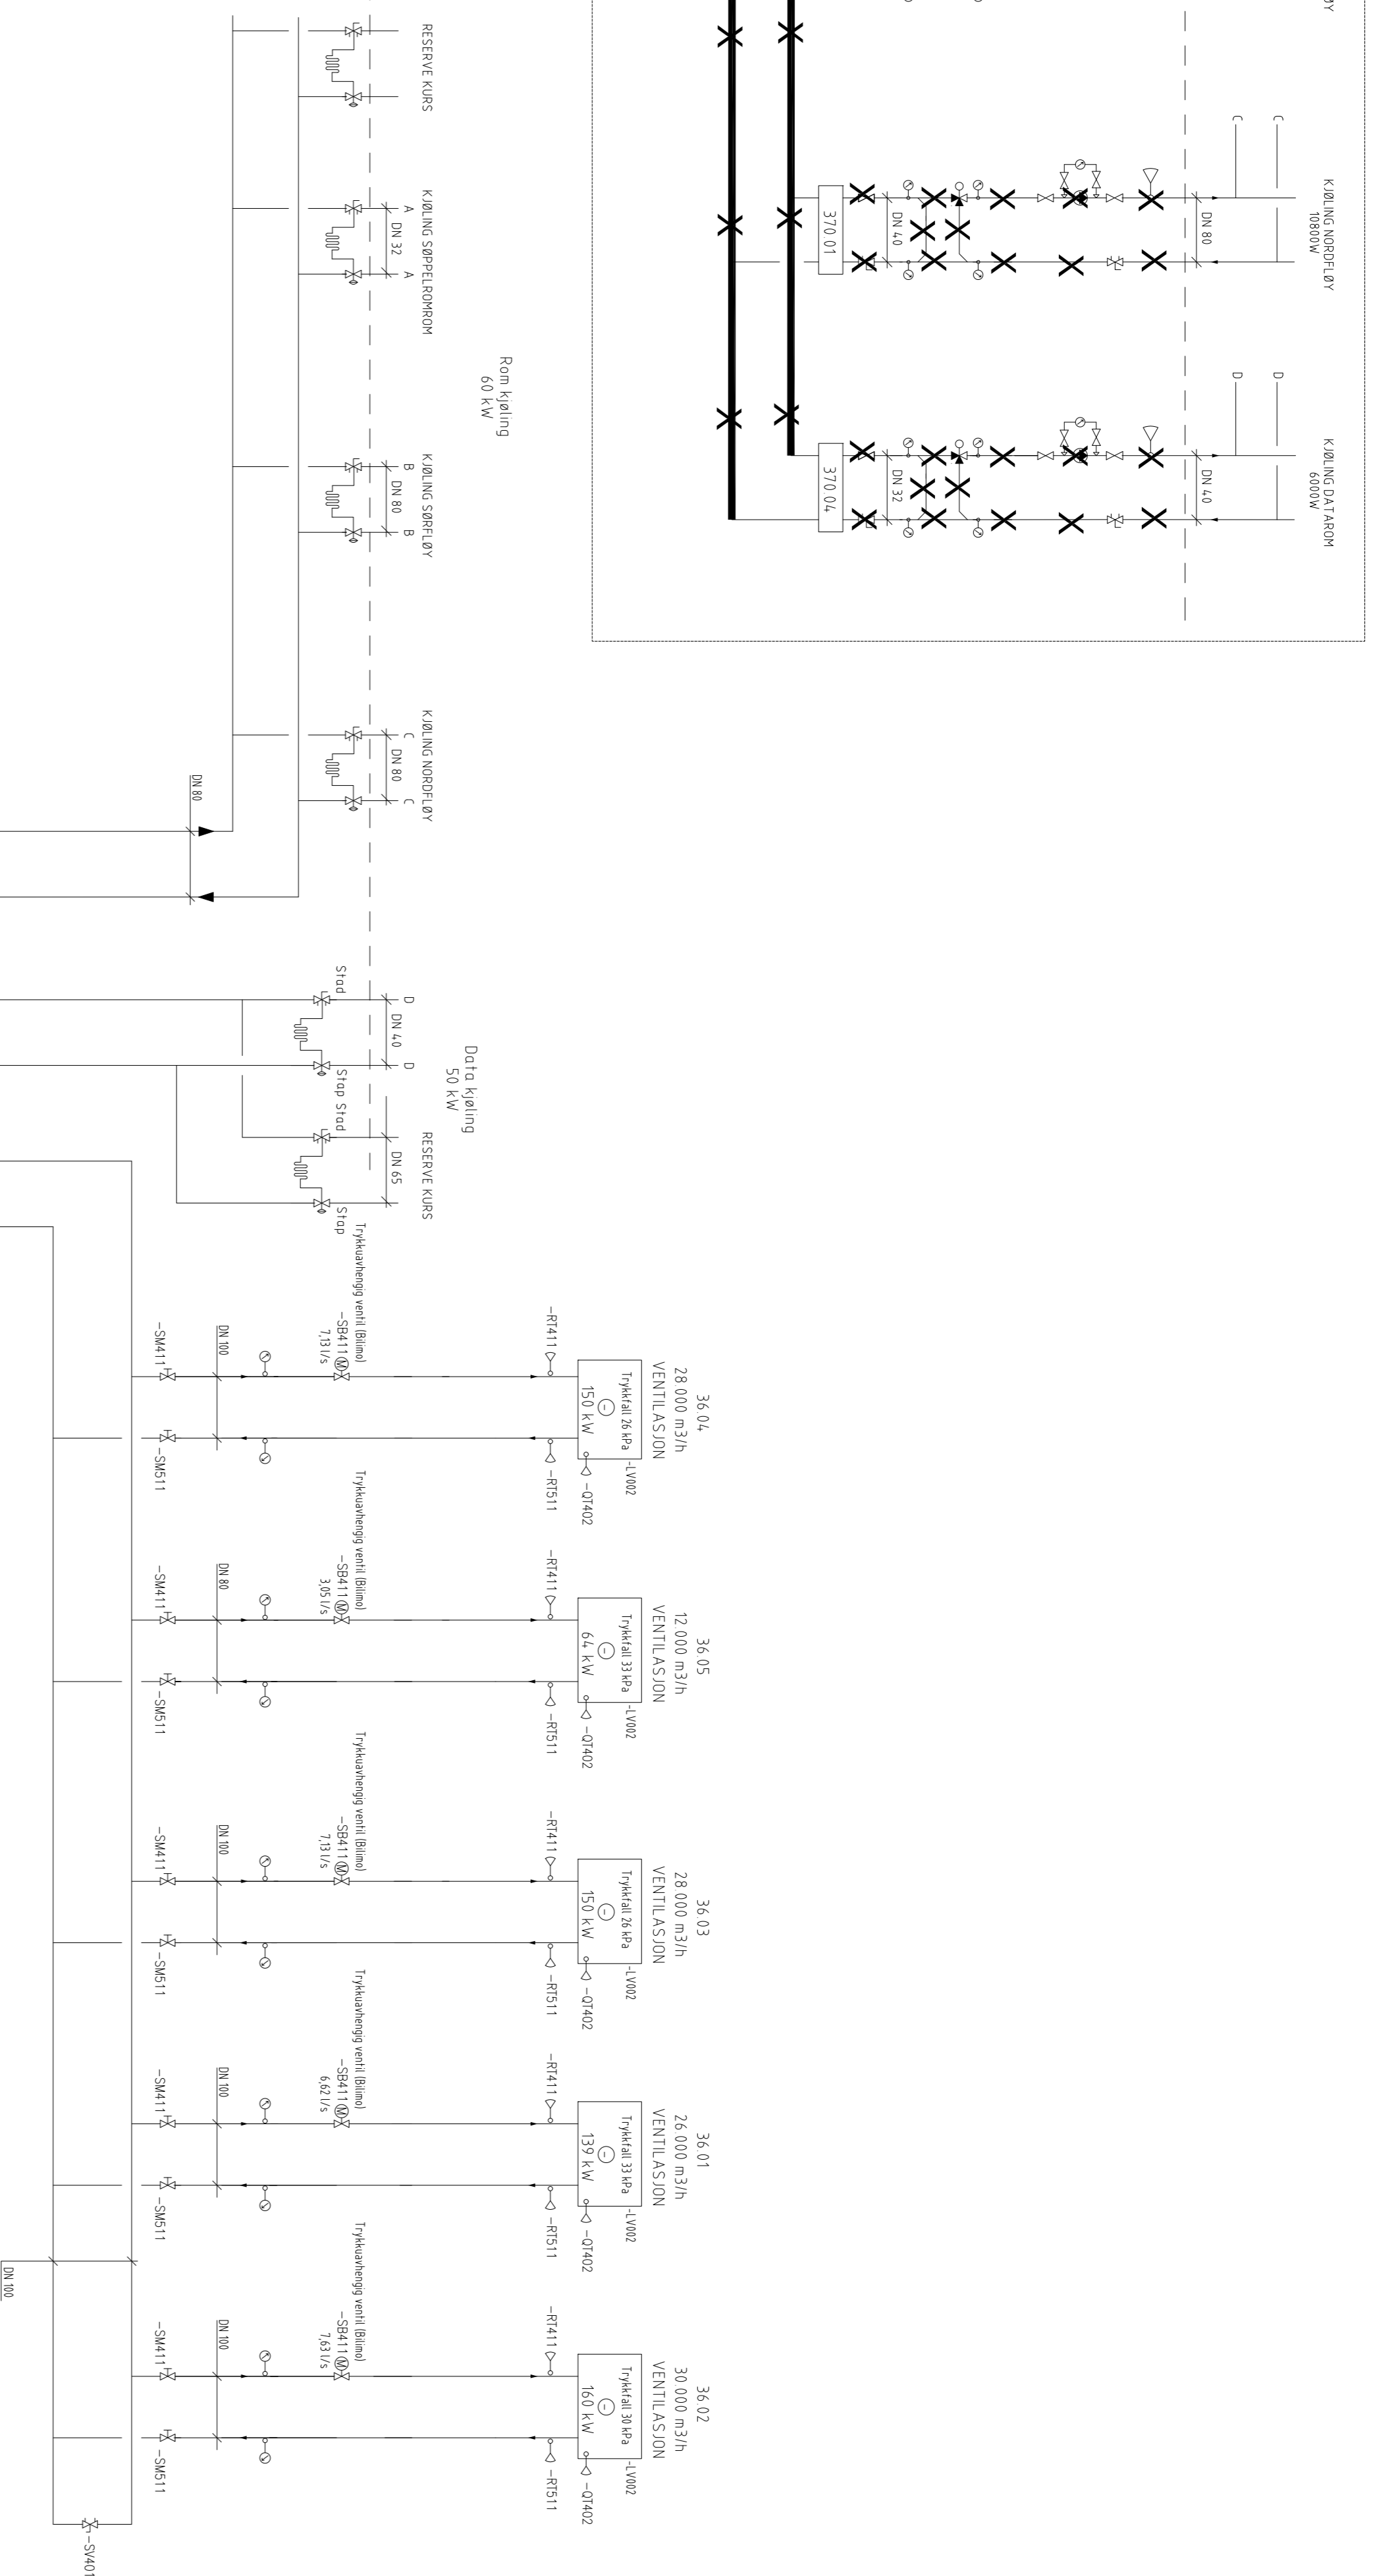 ØY
C
C
KJØLING NORDFLØY
10800W
DN 80
DN 40
370.01
D
D
KJØLING DATAROM
6000W
DN 40
DN 32
370.04
RESERVE KURS
KJØLING SØPPELROMROM
A
A
DN 32
Rom kjøling
60 kW
KJØLING SØRFLØY
B
B
DN 80
KJØLING NORDFLØY
C
C
DN 80
DN 80
Data kjøling
50 kW
D
D
DN 40
Stad
Stap
RESERVE KURS
DN 65
Stad
Stap
36.04
28 000 m3/h
VENTILASJON
Trykkfall 26 kPa
150 kW
-LV002
-QT402
-RT411
-RT511
Trykkuavhengig ventil (Bilimo)
-SB411
M
7,13 l/s
DN 100
-SM411
-SM511
36.05
12.000 m3/h
VENTILASJON
Trykkfall 33 kPa
64 kW
-LV002
-QT402
-RT411
-RT511
Trykkuavhengig ventil (Bilimo)
-SB411
M
3,05 l/s
DN 80
-SM411
-SM511
36.03
28 000 m3/h
VENTILASJON
Trykkfall 26 kPa
150 kW
-LV002
-QT402
-RT411
-RT511
Trykkuavhengig ventil (Bilimo)
-SB411
M
7,13 l/s
DN 100
-SM411
-SM511
36.01
26.000 m3/h
VENTILASJON
Trykkfall 33 kPa
139 kW
-LV002
-QT402
-RT411
-RT511
Trykkuavhengig ventil (Bilimo)
-SB411
M
6,62 l/s
DN 100
-SM411
-SM511
DN 100
36.02
30.000 m3/h
VENTILASJON
Trykkfall 30 kPa
160 kW
-LV002
-QT402
-RT411
-RT511
Trykkuavhengig ventil (Bilimo)
-SB411
M
7,63 l/s
DN 100
-SM411
-SM511
-SV401